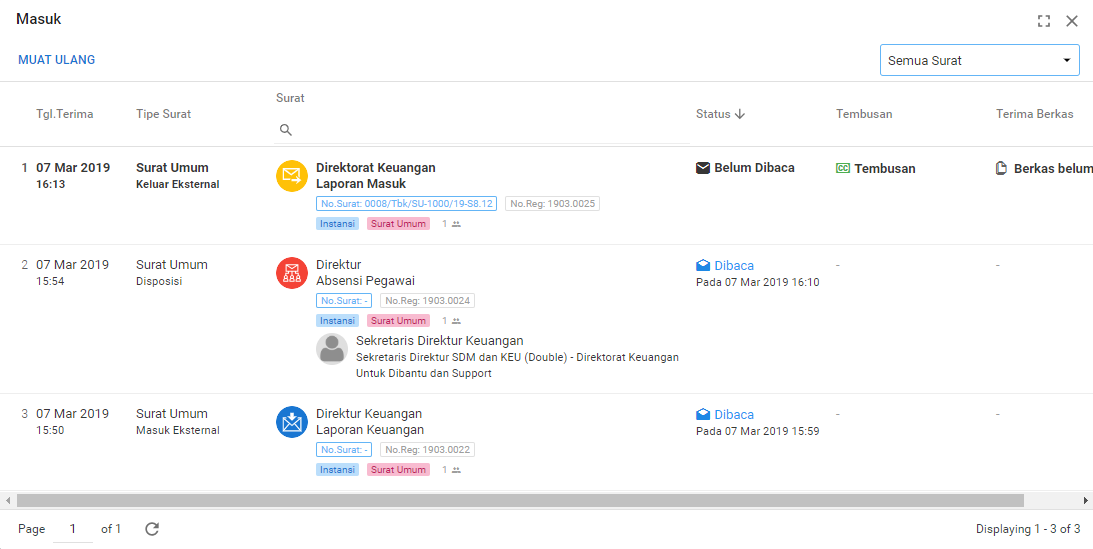 Masuk
MUAT ULANG
Semua Surat
Tgl.Terima
Tipe Surat
Surat
Status
Tembusan
Terima Berkas
1
07 Mar 2019
16:13
Surat Umum
Keluar Eksternal
Direktorat Keuangan
Laporan Masuk
No.Surat: 0008/Tbk/SU-1000/19-S8.12
No.Reg: 1903.0025
Instansi
Surat Umum
1
Belum Dibaca
CC Tembusan
Berkas belum
2
07 Mar 2019
15:54
Surat Umum
Disposisi
Direktur
Absensi Pegawai
No.Surat: -
No.Reg: 1903.0024
Instansi
Surat Umum
1
Sekretaris Direktur Keuangan
Sekretaris Direktur SDM dan KEU (Double) - Direktorat Keuangan
Untuk Dibantu dan Support
Dibaca
Pada 07 Mar 2019 16:10
-
-
3
07 Mar 2019
15:50
Surat Umum
Masuk Eksternal
Direktur Keuangan
Laporan Keuangan
No.Surat: -
No.Reg: 1903.0022
Instansi
Surat Umum
1
Dibaca
Pada 07 Mar 2019 15:59
-
-
Page 1 of 1
Displaying 1 - 3 of 3